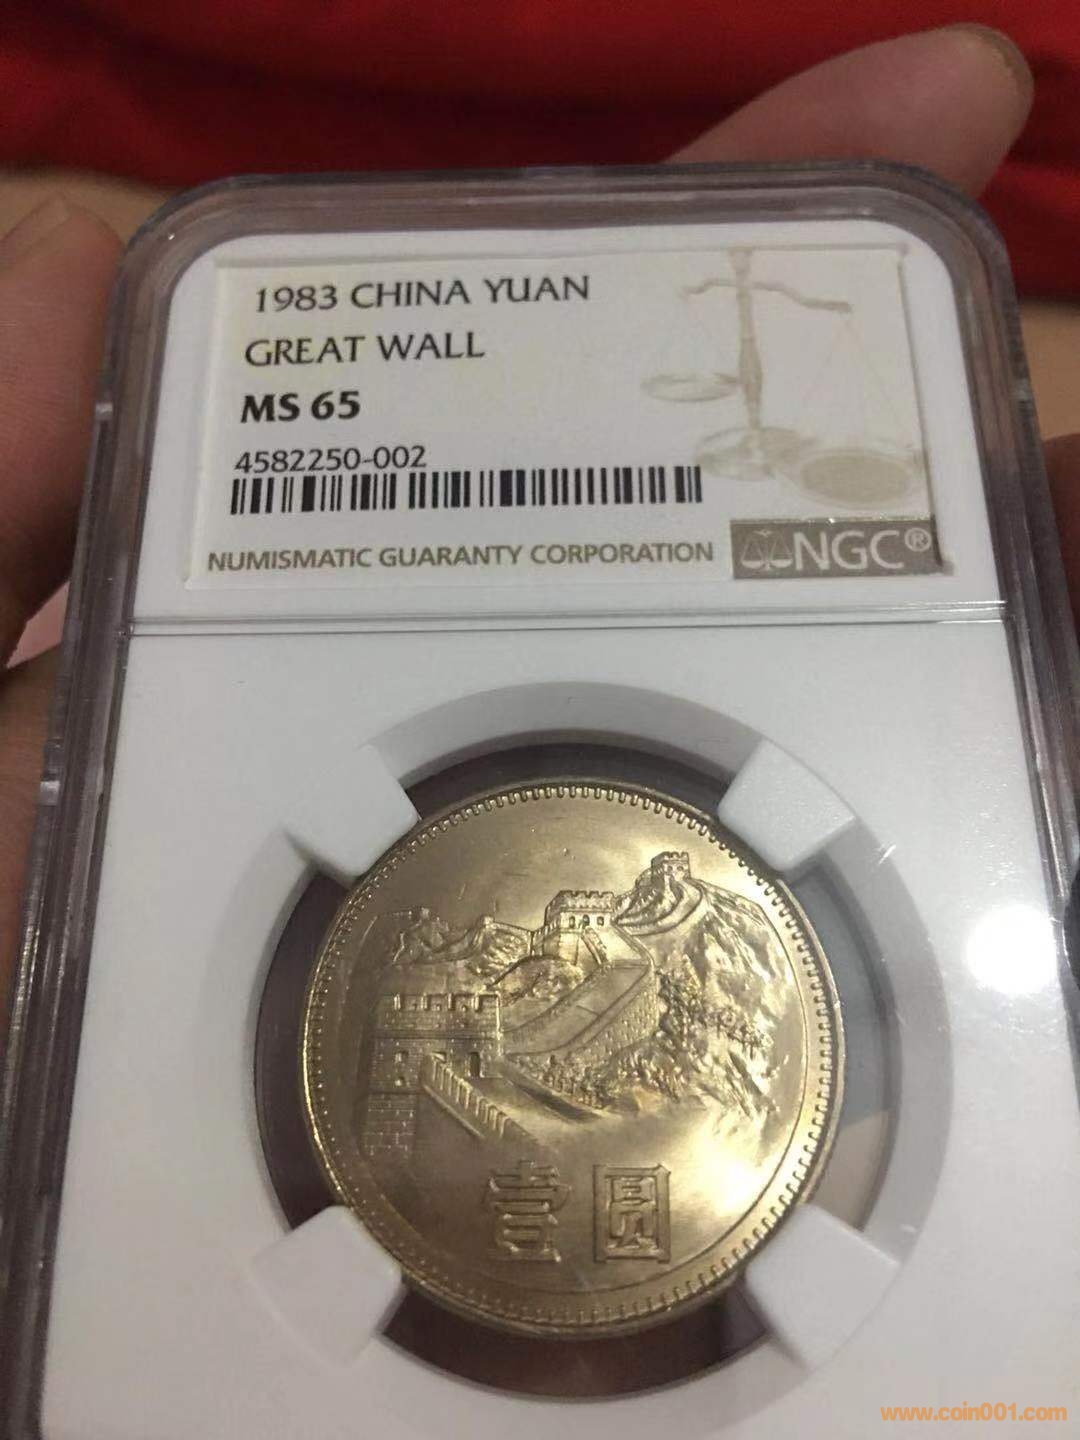 1983 CHINA YUAN
GREAT WALL
MS 65
4582250-002
NUMISMATIC GUARANTY CORPORATION NGC®
壹圆
www.coin001.com